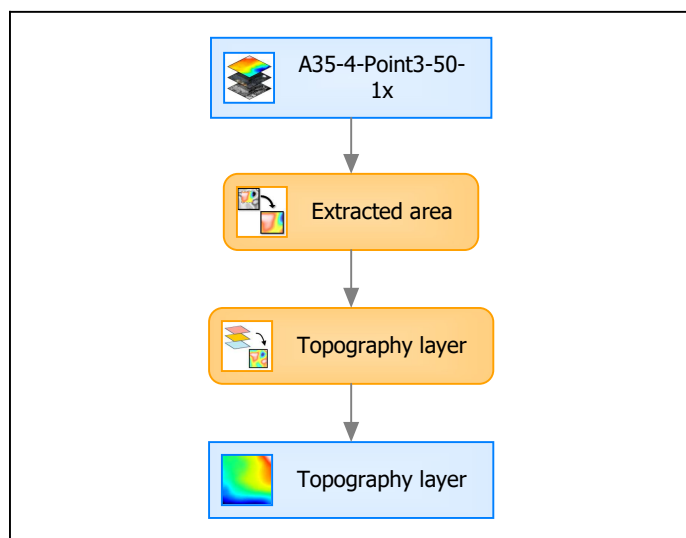 A35-4-Point3-50-
1x
Extracted area
Topography layer
Topography layer